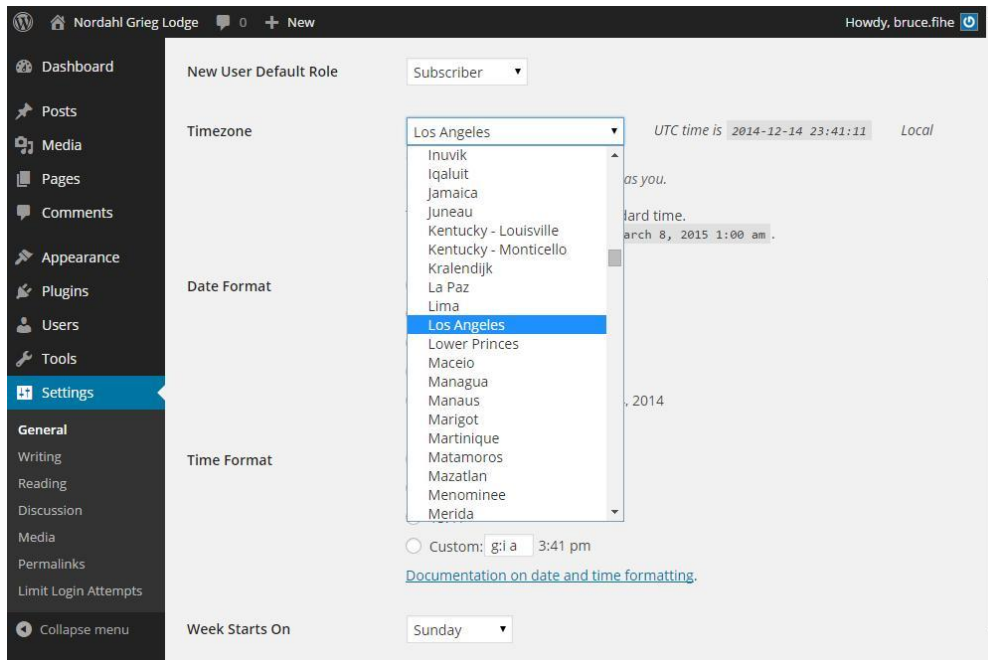 Nordahl Grieg Lodge 0 + New Howdy, bruce.fihe
Dashboard
Posts
Media
Pages
Comments
Appearance
Plugins
Users
Tools
Settings
General
Writing
Reading
Discussion
Media
Permalinks
Limit Login Attempts
Collapse menu
New User Default Role Subscriber
Timezone Los Angeles UTC time is 2014-12-14 23:41:11 Local
Inuvik
Iqaluit
as you.
Jamaica
Juneau
dard time.
Kentucky - Louisville
arch 8, 2015 1:00 am .
Kentucky - Monticello
Kralendijk
Date Format
La Paz
Lima
Los Angeles
Lower Princes
Maceio
Managua
Manaus
, 2014
Marigot
Martinique
Time Format
Matamoros
Mazatlan
Menominee
Merida
Custom: g:i a 3:41 pm
Documentation on date and time formatting.
Week Starts On Sunday